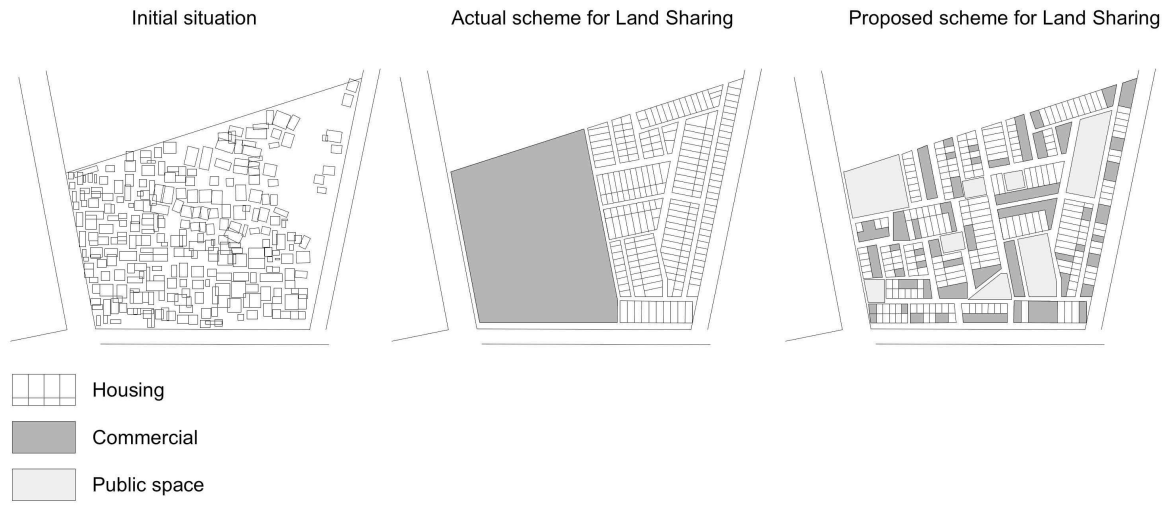 Initial situation
Actual scheme for Land Sharing
Proposed scheme for Land Sharing
Housing
Commercial
Public space